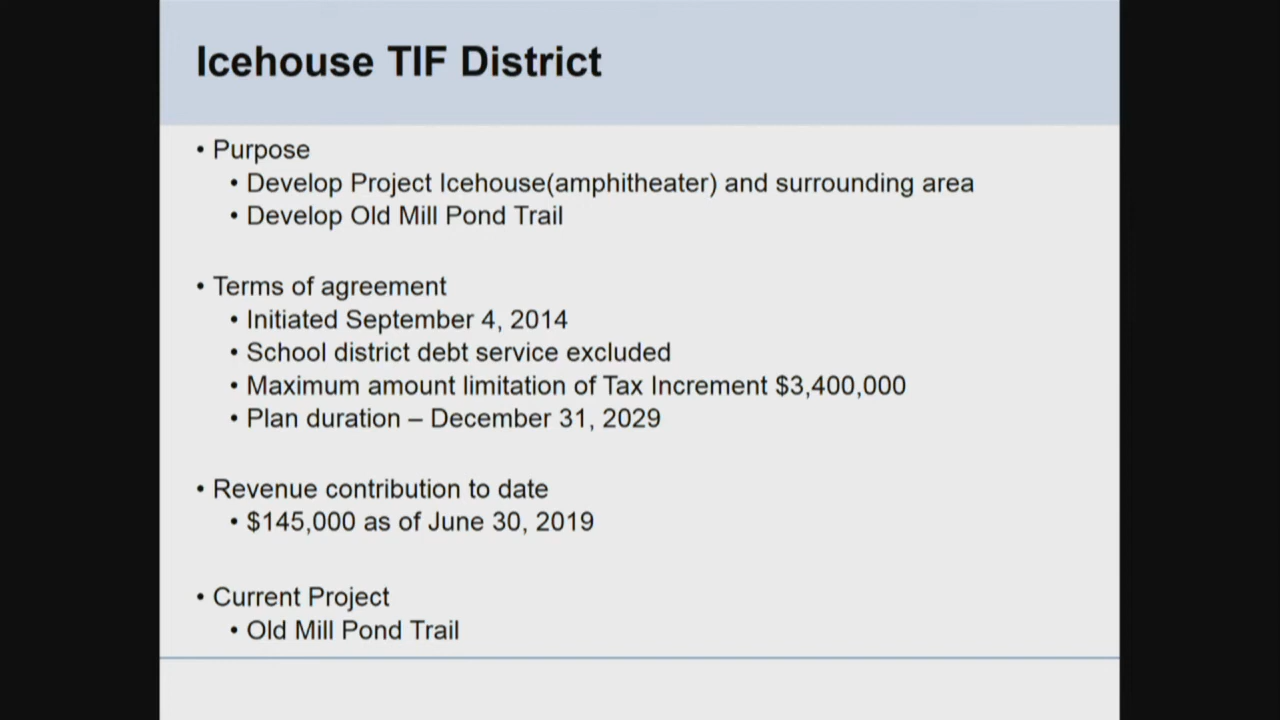 Icehouse TIF District
• Purpose
• Develop Project Icehouse(amphitheater) and surrounding area
• Develop Old Mill Pond Trail
• Terms of agreement
• Initiated September 4, 2014
• School district debt service excluded
• Maximum amount limitation of Tax Increment $3,400,000
• Plan duration – December 31, 2029
• Revenue contribution to date
• $145,000 as of June 30, 2019
• Current Project
• Old Mill Pond Trail